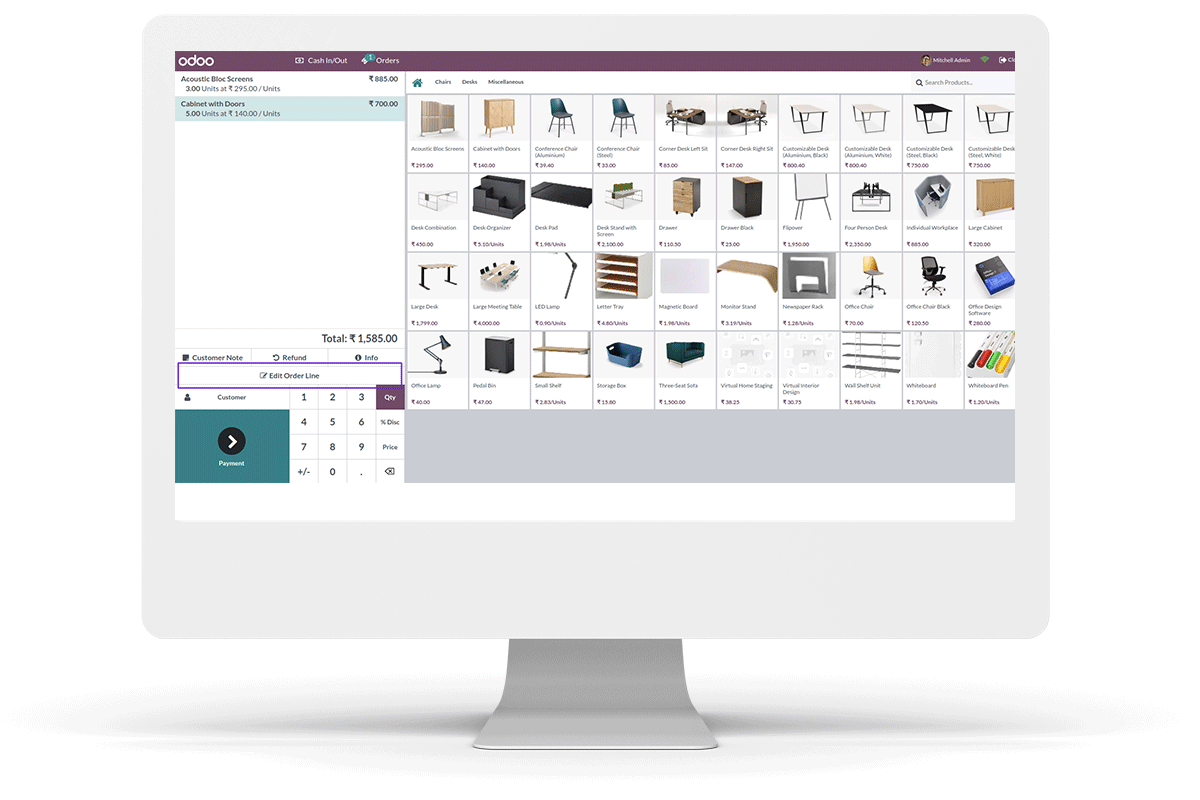 odoo
Cash In/Out
1
Orders
Mitchell Admin
Acoustic Bloc Screens ₹ 885.00
3.00 Units at ₹ 295.00 / Units
Cabinet with Doors ₹ 700.00
5.00 Units at ₹ 140.00 / Units
Total: ₹ 1,585.00
Customer Note
Refund
Info
Edit Order Line
Customer
1 2 3 Qty
4 5 6 % Disc
7 8 9 Price
+/- 0 .
Payment
Chairs Desks Miscellaneous
Search Products...
Acoustic Bloc Screens
₹ 295.00
Cabinet with Doors
₹ 140.00
Conference Chair
(Aluminium)
₹ 39.40
Conference Chair
(Steel)
₹ 33.00
Corner Desk Left Sit
₹ 85.00
Corner Desk Right Sit
₹ 147.00
Customizable Desk
(Aluminium, Black)
₹ 800.40
Customizable Desk
(Aluminium, White)
₹ 800.40
Customizable Desk
(Steel, Black)
₹ 750.00
Customizable Desk
(Steel, White)
₹ 750.00
Desk Combination
₹ 450.00
Desk Organizer
₹ 5.10/Units
Desk Pad
₹ 1.98/Units
Desk Stand with
Screen
₹ 2,100.00
Drawer
₹ 110.50
Drawer Black
₹ 25.00
Flipover
₹ 1,950.00
Four Person Desk
₹ 2,350.00
Individual Workplace
₹ 885.00
Large Cabinet
₹ 320.00
Large Desk
₹ 1,799.00
Large Meeting Table
₹ 4,000.00
LED Lamp
₹ 0.90/Units
Letter Tray
₹ 4.80/Units
Magnetic Board
₹ 1.98/Units
Monitor Stand
₹ 3.19/Units
Newspaper Rack
₹ 1.28/Units
Office Chair
₹ 70.00
Office Chair Black
₹ 120.50
Office Design
Software
₹ 280.00
Office Lamp
₹ 40.00
Pedal Bin
₹ 47.00
Small Shelf
₹ 2.83/Units
Storage Box
₹ 15.80
Three-Seat Sofa
₹ 1,500.00
Virtual Home Staging
₹ 38.25
Virtual Interior
Design
₹ 30.75
Wall Shelf Unit
₹ 1.98/Units
Whiteboard
₹ 1.70/Units
Whiteboard Pen
₹ 1.20/Units